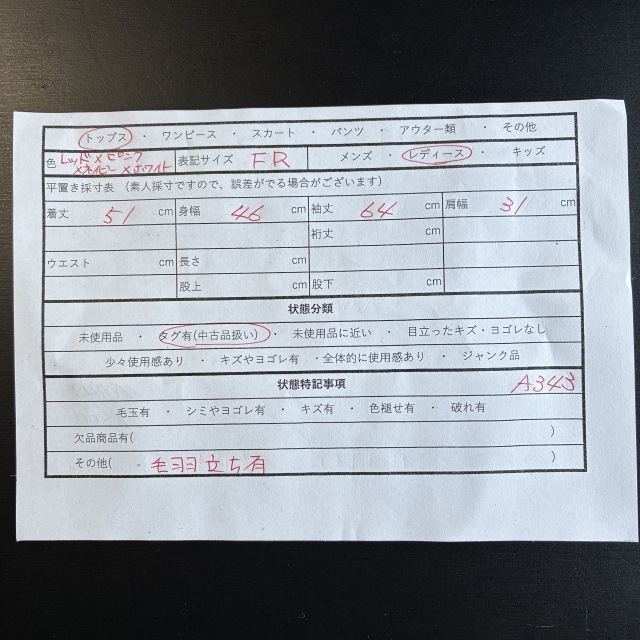 トップス ・ ワンピース ・ スカート ・ パンツ ・ アウター類 ・ その他
色 レッド×ピンク×ネイビー×ホワイト 表記サイズ FR メンズ ・ レディース ・ キッズ
平置き採寸表 (素人採寸ですので、誤差がでる場合がございます)
着丈 51 cm 身幅 46 cm 袖丈 64 cm 肩幅 31 cm
裄丈 cm
ウエスト cm 長さ cm
股上 cm 股下 cm
状態分類
未使用品 ・ タグ有(中古品扱い) ・ 未使用品に近い ・ 目立ったキズ・ヨゴレなし
少々使用感あり ・ キズやヨゴレ有 ・全体的に使用感あり ・ ジャンク品
状態特記事項 A343
毛玉有 ・ シミやヨゴレ有 ・ キズ有 ・ 色褪せ有 ・ 破れ有
欠品商品有( )
その他( 毛羽立ち有 )